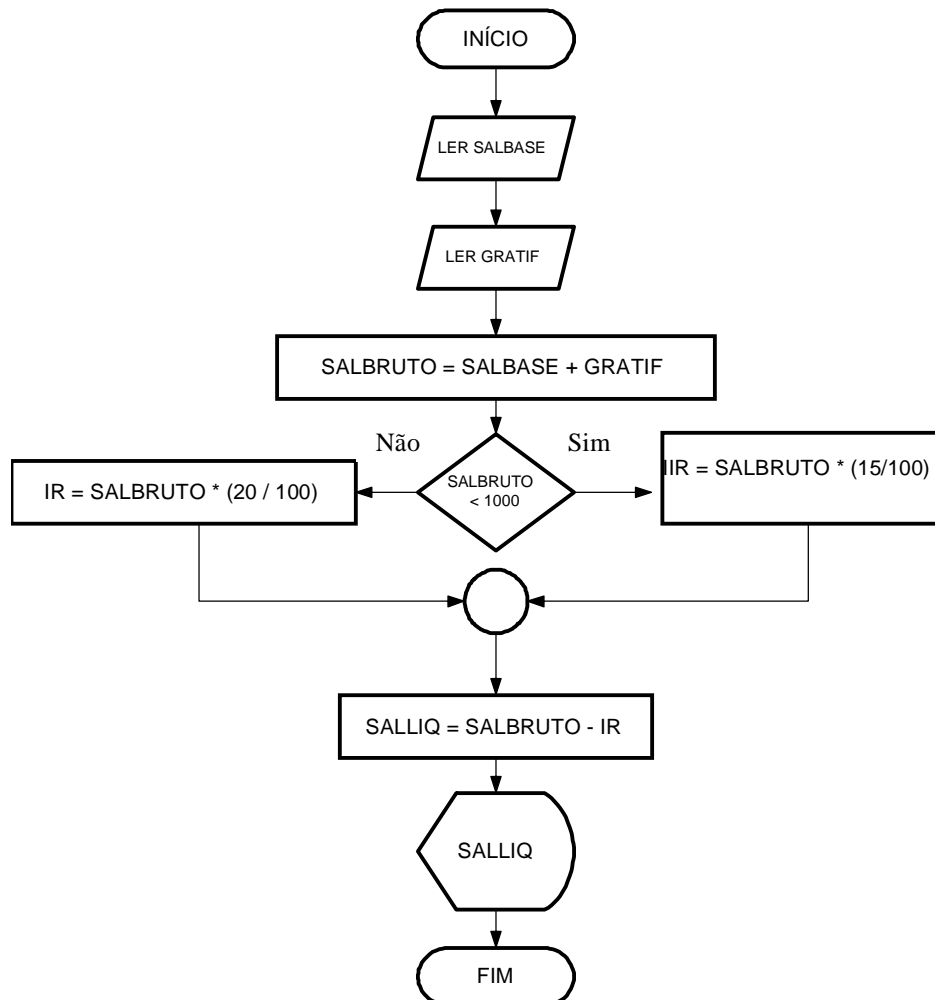 INÍCIO
LER SALBASE
LER GRATIF
SALBRUTO = SALBASE + GRATIF
Não
Sim
IR = SALBRUTO * (20 / 100)
SALBRUTO
< 1000
IIR = SALBRUTO * (15/100)
SALLIQ = SALBRUTO - IR
SALLIQ
FIM